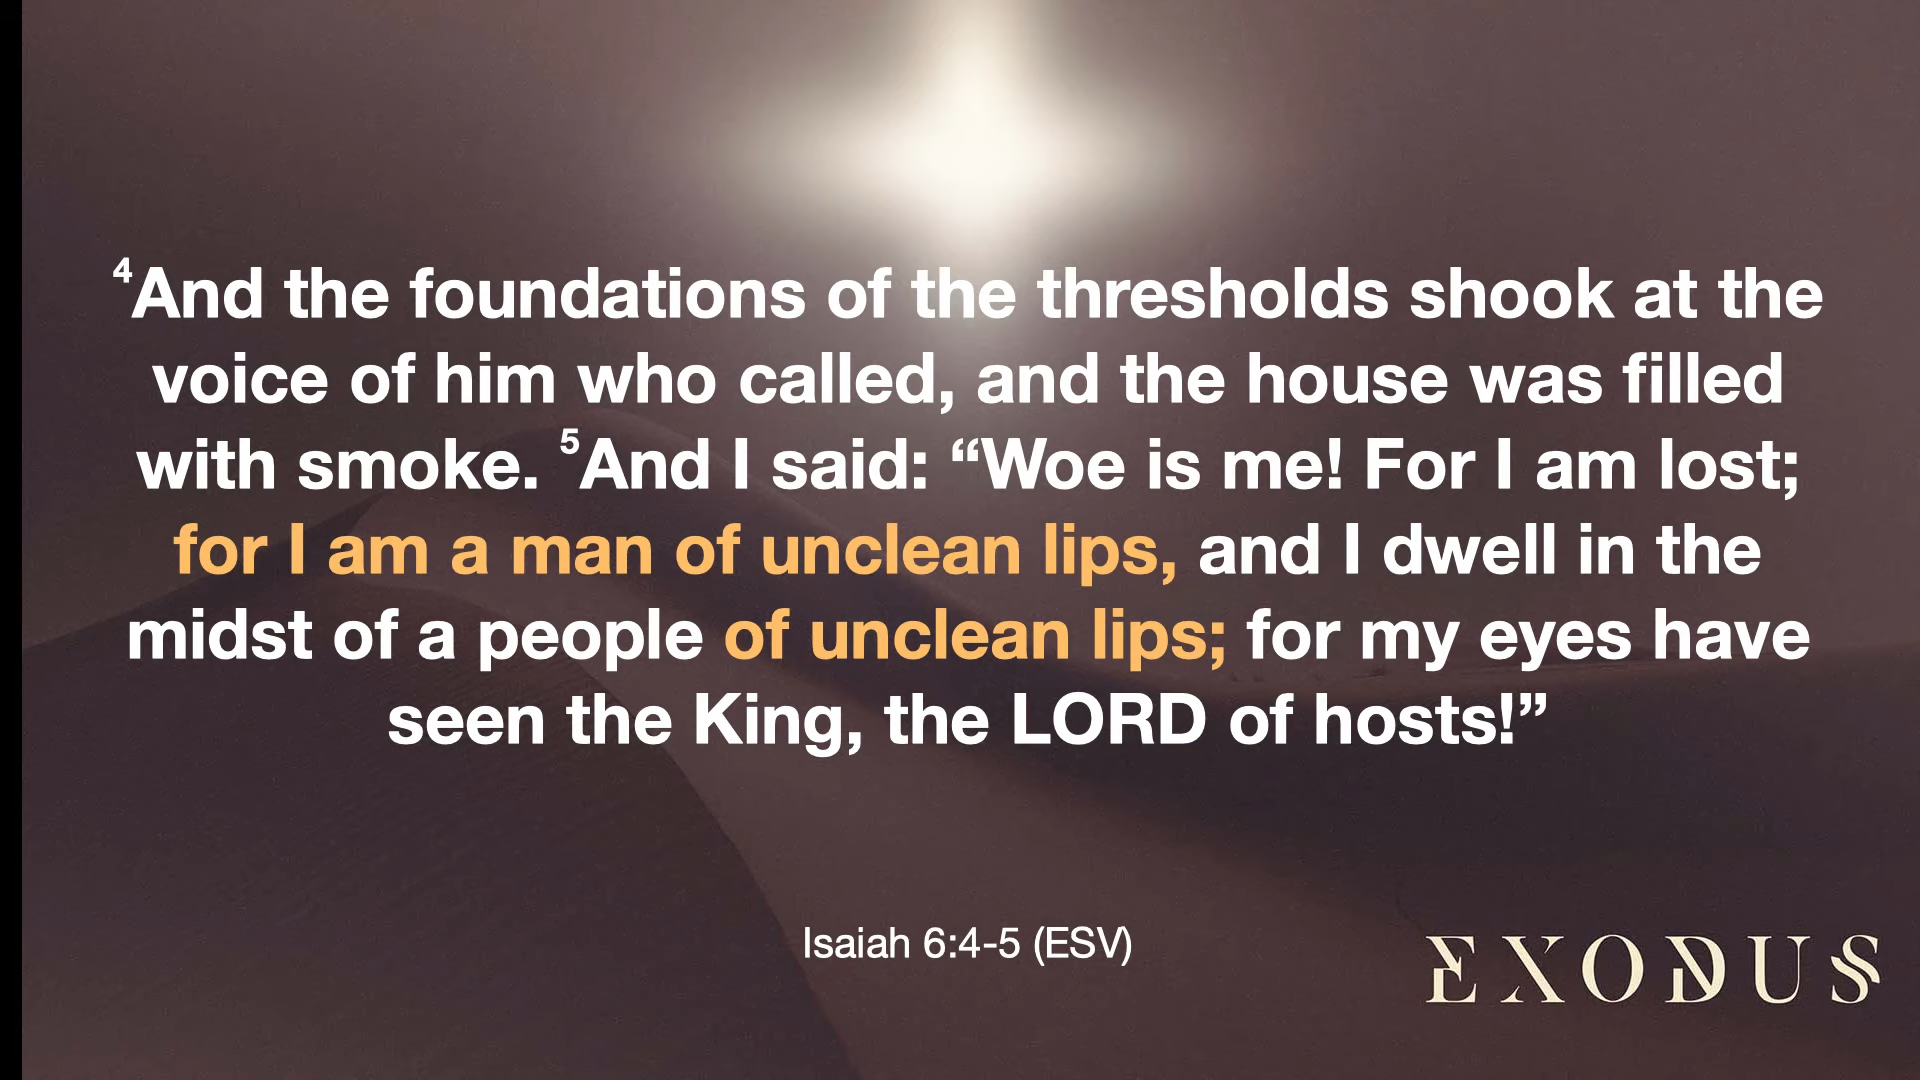 ⁴And the foundations of the thresholds shook at the
voice of him who called, and the house was filled
with smoke. ⁵And I said: “Woe is me! For I am lost;
for I am a man of unclean lips, and I dwell in the
midst of a people of unclean lips; for my eyes have
seen the King, the LORD of hosts!”
Isaiah 6:4-5 (ESV)
EXODUS